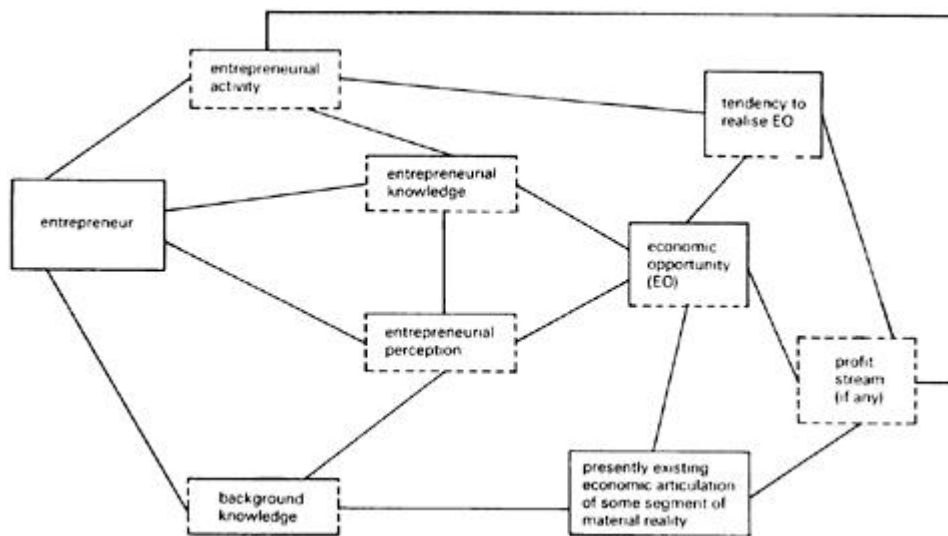 entrepreneurial
activity
tendency to
realise EO
entrepreneurial
knowledge
entrepreneur
economic
opportunity
(EO)
entrepreneurial
perception
profit
stream
(if any)
presently existing
economic articulation
of some segment of
material reality
background
knowledge